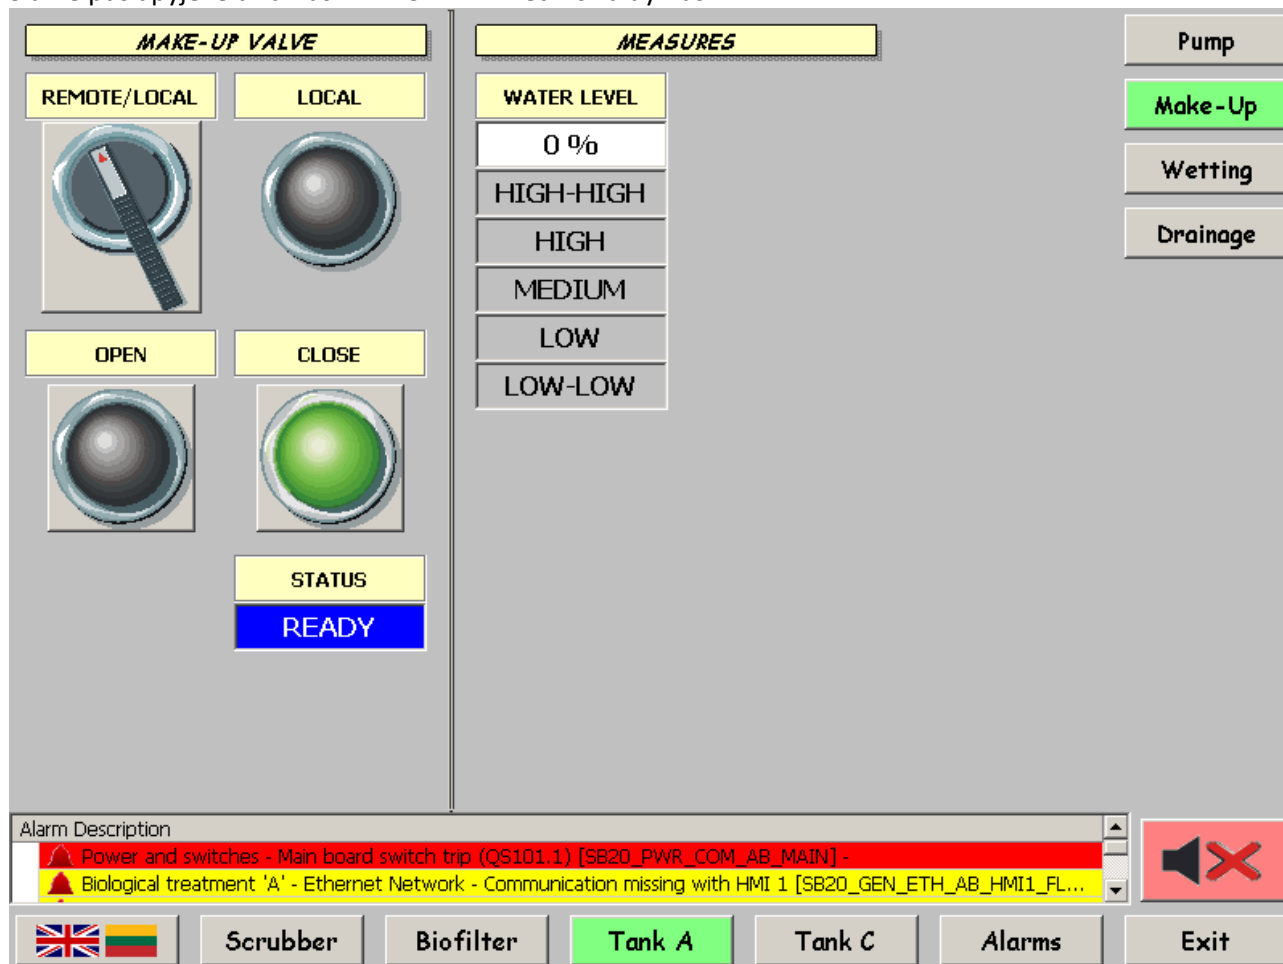 MAKE-UP VALVE
MEASURES
Pump
REMOTE/LOCAL
LOCAL
WATER LEVEL
Make-Up
0 %
Wetting
HIGH-HIGH
HIGH
Drainage
MEDIUM
LOW
OPEN
CLOSE
LOW-LOW
STATUS
READY
Alarm Description
Power and switches - Main board switch trip (QS101.1) [SB20_PWR_COM_AB_MAIN] -
Biological treatment 'A' - Ethernet Network - Communication missing with HMI 1 [SB20_GEN_ETH_AB_HMI1_FL...
Scrubber
Biofilter
Tank A
Tank C
Alarms
Exit